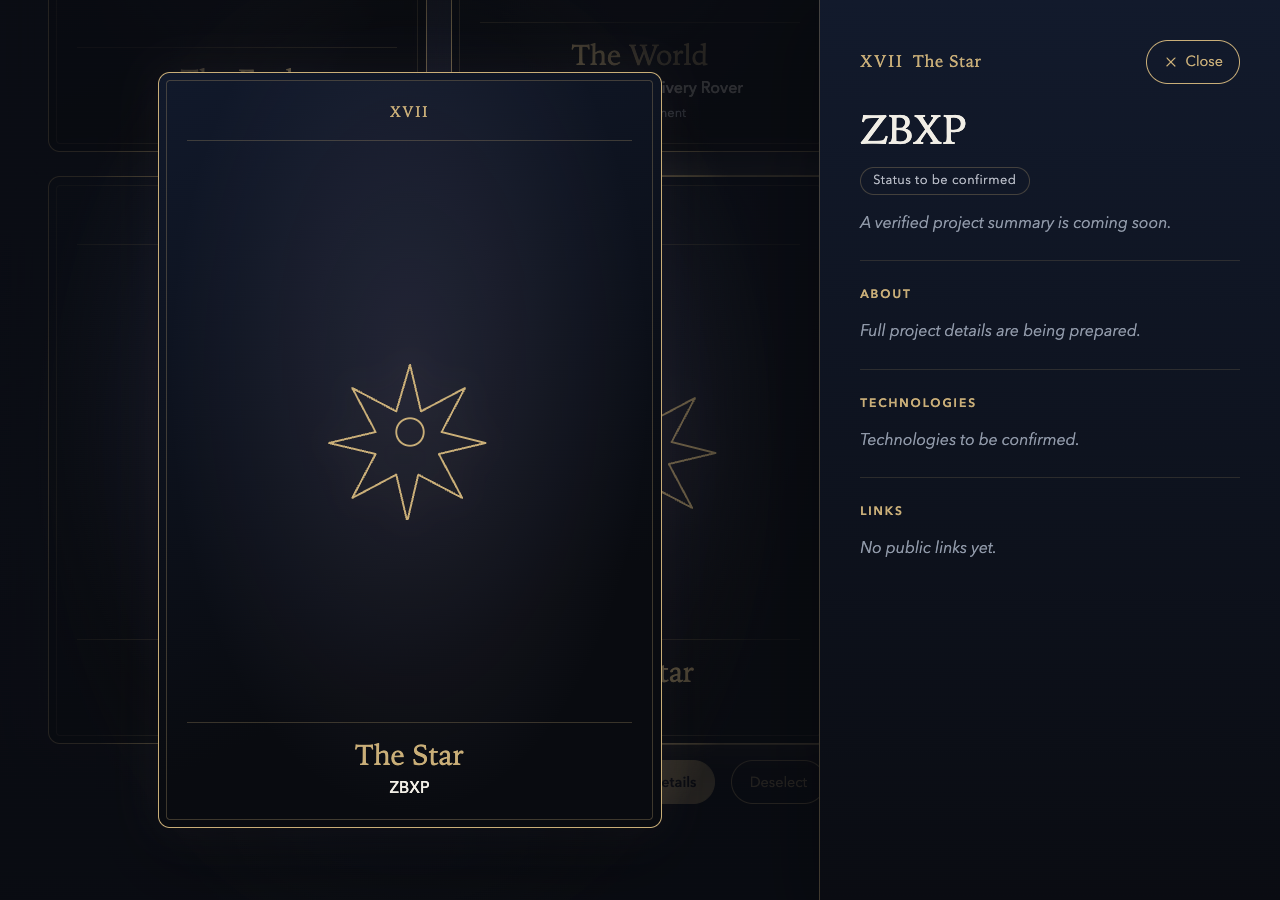 The World
ivery Rover
ment
XVII
The Star
ZBXP
tar
etails
Deselect
XVII The Star
Close
ZBXP
Status to be confirmed
A verified project summary is coming soon.
ABOUT
Full project details are being prepared.
TECHNOLOGIES
Technologies to be confirmed.
LINKS
No public links yet.